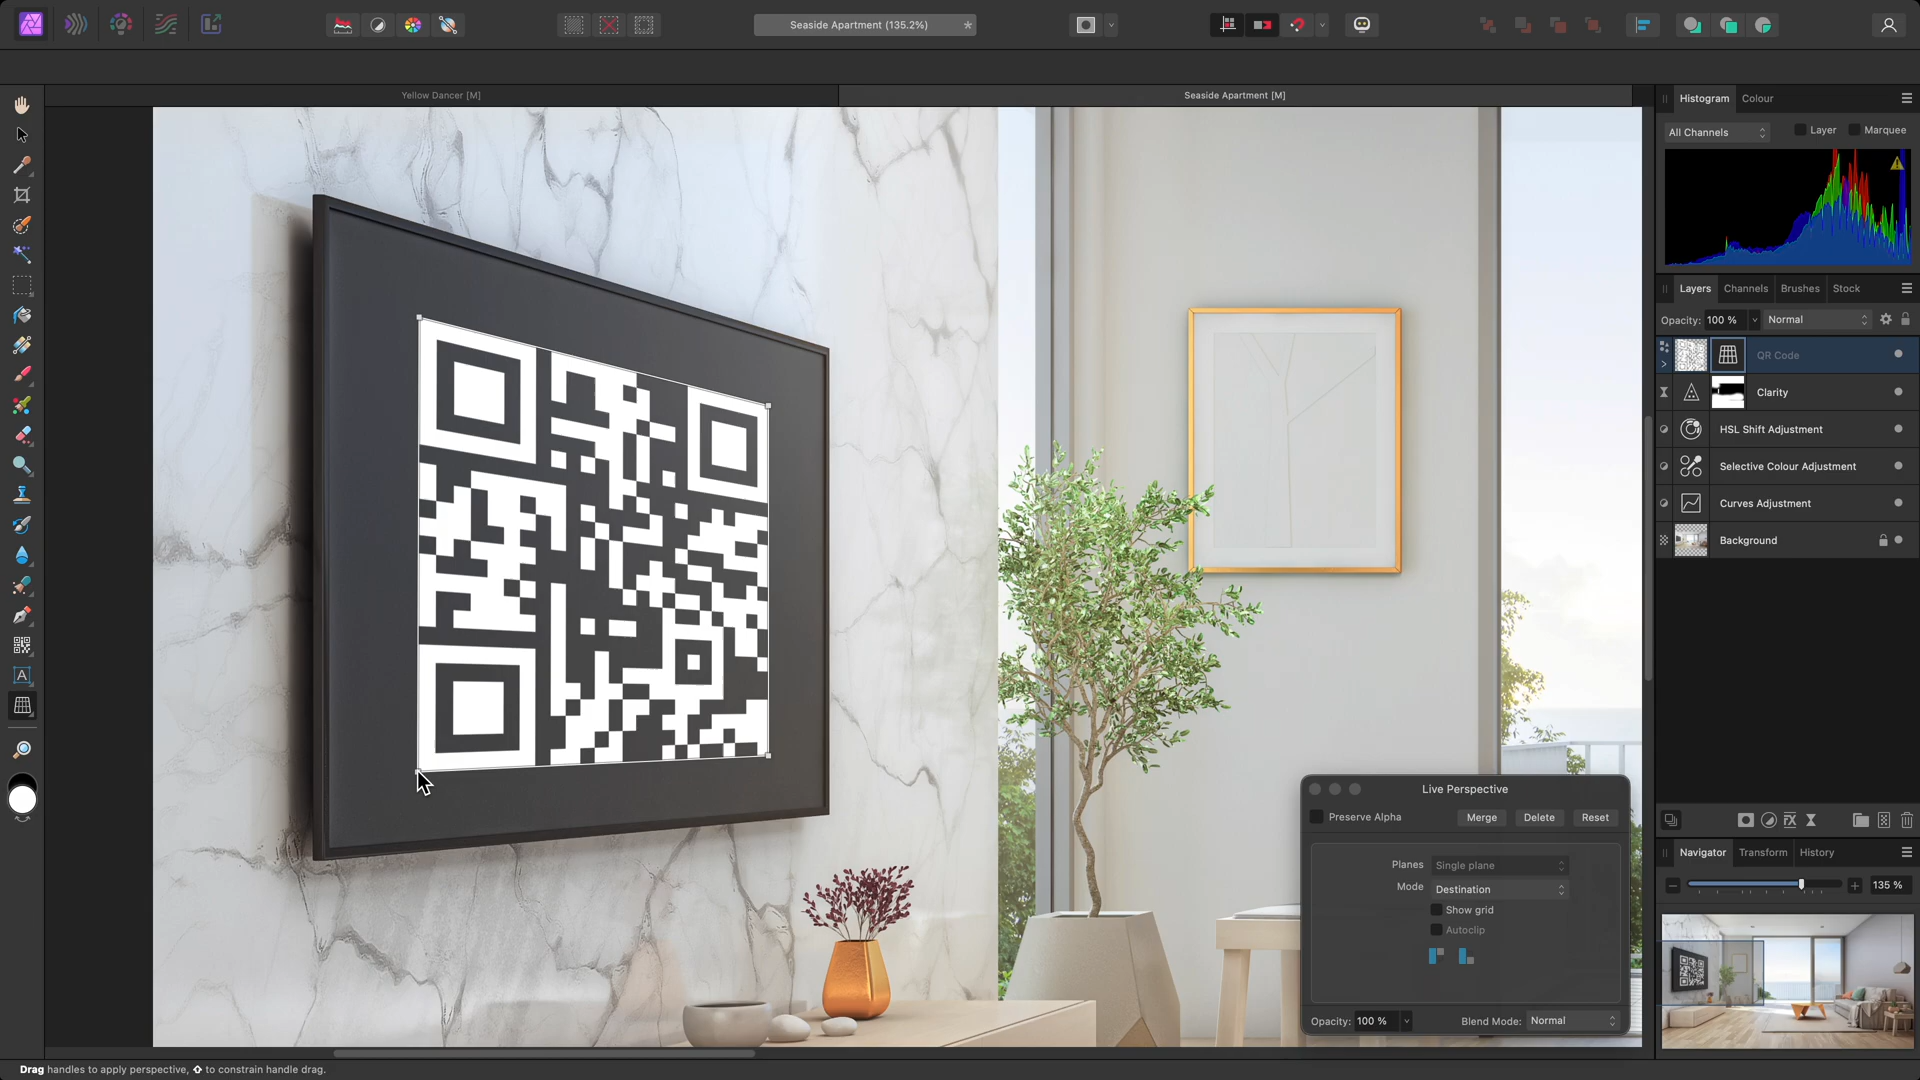 Seaside Apartment (135.2%)
*
Yellow Dancer [M]
Seaside Apartment [M]
Histogram
Colour
All Channels
Layer
Marquee
Layers
Channels
Brushes
Stock
Opacity: 100 %
Normal
QR Code
Clarity
HSL Shift Adjustment
Selective Colour Adjustment
Curves Adjustment
Background
Live Perspective
Preserve Alpha
Merge
Delete
Reset
Planes
Single plane
Mode
Destination
Show grid
Autoclip
Opacity: 100 %
Blend Mode: Normal
Navigator
Transform
History
135 %
Drag handles to apply perspective, ⇧ to constrain handle drag.